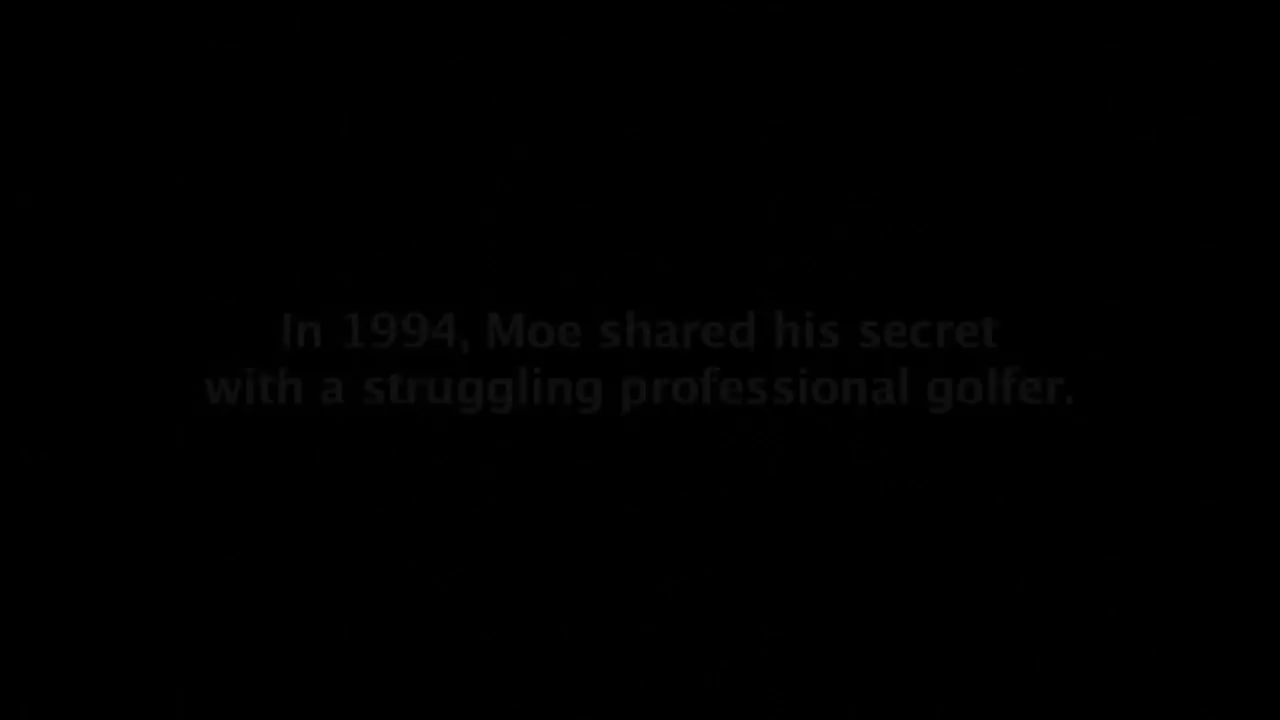 In 1994, Moe shared his secret
with a struggling professional golfer.